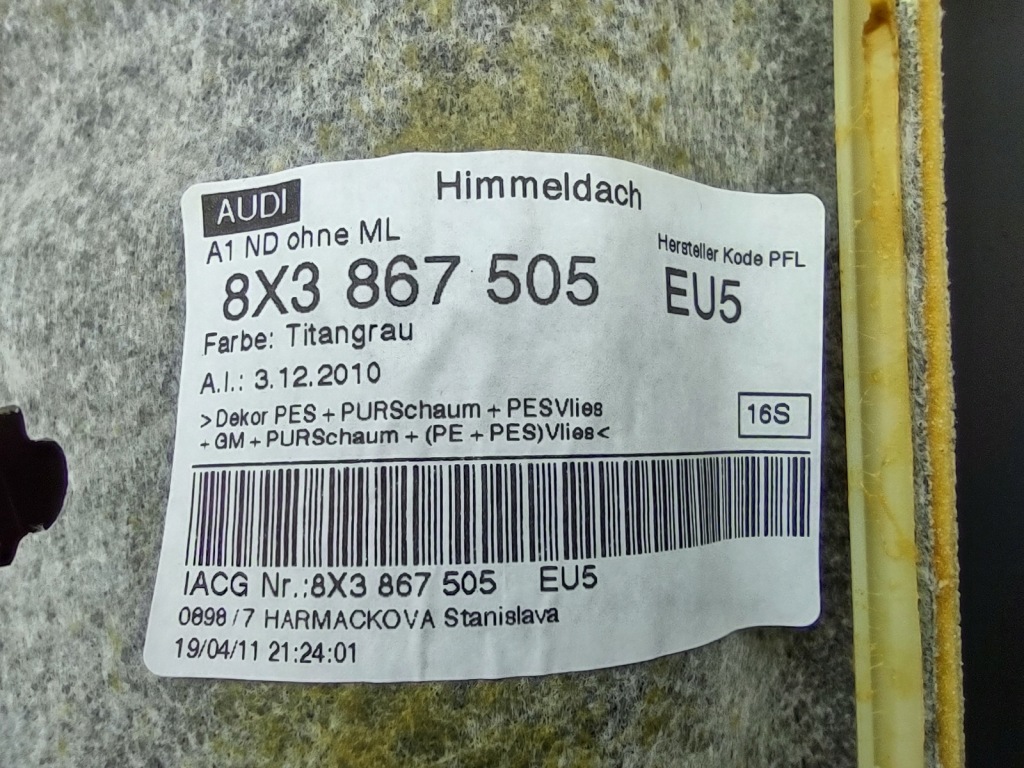 AUDI
Himmeldach
A1 ND ohne ML
Hersteller Kode PFL
8X3 867 505
EU5
Farbe: Titangrau
A.I.: 3.12.2010
>Dekor PES + PURSchaum + PESVlies
+ GM + PURSchaum + (PE + PES)Vlies<
16S
IACG Nr.:8X3 867 505 EU5
0898 / 7 HARMACKOVA Stanislava
19/04/11 21:24:01